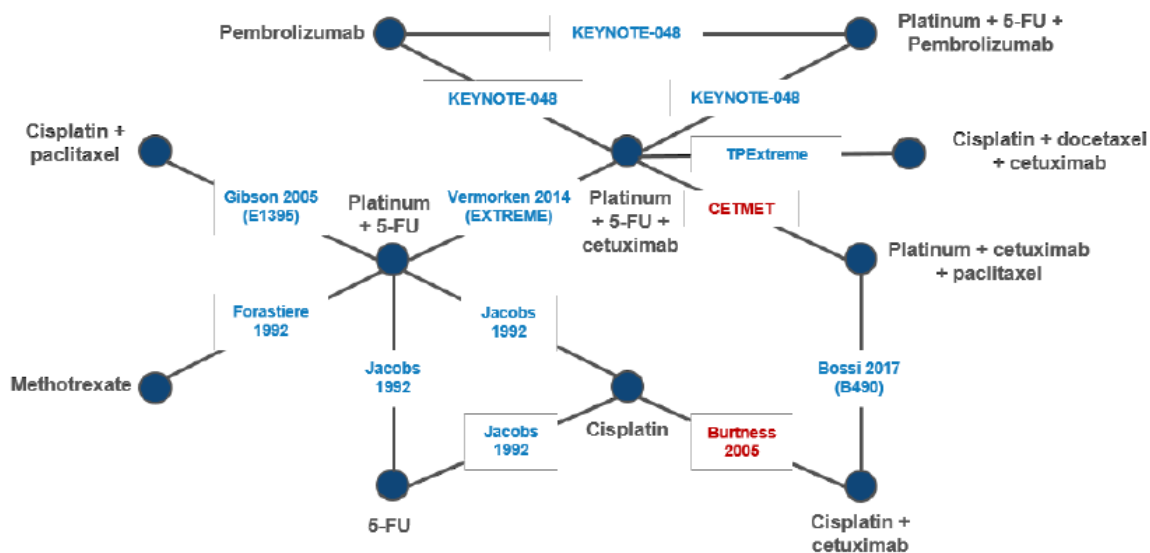 Pembrolizumab
KEYNOTE-048
Platinum + 5-FU +
Pembrolizumab
KEYNOTE-048
KEYNOTE-048
Cisplatin +
paclitaxel
TPExtreme
Cisplatin + docetaxel
+ cetuximab
Gibson 2005
(E1395)
Platinum
+ 5-FU
Vermorken 2014
(EXTREME)
Platinum
+ 5-FU +
cetuximab
CETMET
Platinum + cetuximab
+ paclitaxel
Forastiere
1992
Jacobs
1992
Methotrexate
Jacobs
1992
Bossi 2017
(B490)
Jacobs
1992
Cisplatin
Burtness
2005
5-FU
Cisplatin +
cetuximab